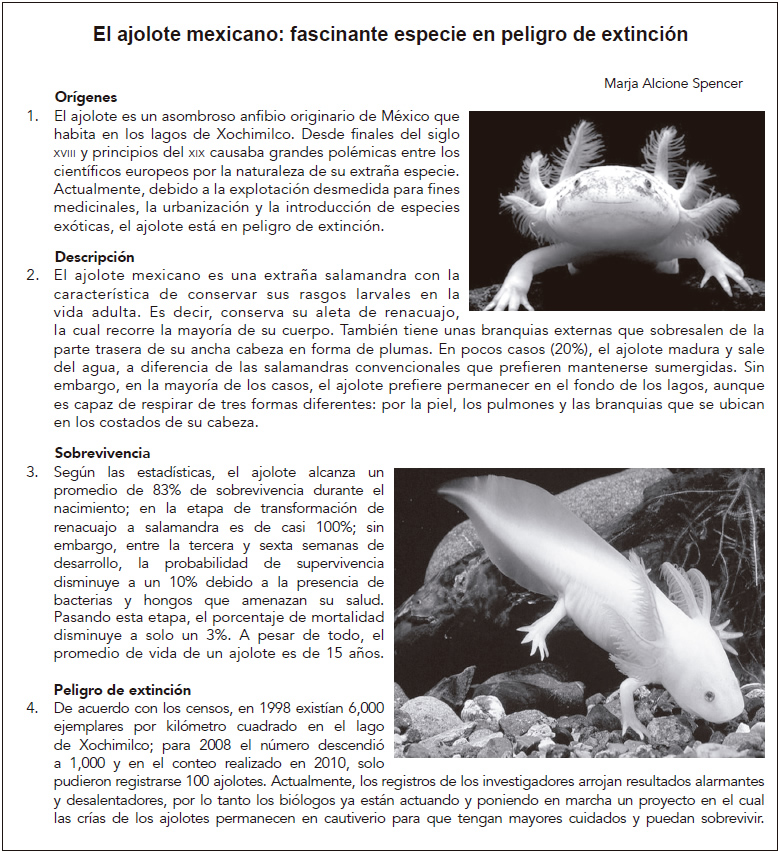 El ajolote mexicano: fascinante especie en peligro de extinción
Marja Alcione Spencer
Orígenes
1. El ajolote es un asombroso anfibio originario de México que
habita en los lagos de Xochimilco. Desde finales del siglo
XVIII y principios del XIX causaba grandes polémicas entre los
científicos europeos por la naturaleza de su extraña especie.
Actualmente, debido a la explotación desmedida para fines
medicinales, la urbanización y la introducción de especies
exóticas, el ajolote está en peligro de extinción.
Descripción
2. El ajolote mexicano es una extraña salamandra con la
característica de conservar sus rasgos larvales en la
vida adulta. Es decir, conserva su aleta de renacuajo,
la cual recorre la mayoría de su cuerpo. También tiene unas branquias externas que sobresalen de la
parte trasera de su ancha cabeza en forma de plumas. En pocos casos (20%), el ajolote madura y sale
del agua, a diferencia de las salamandras convencionales que prefieren mantenerse sumergidas. Sin
embargo, en la mayoría de los casos, el ajolote prefiere permanecer en el fondo de los lagos, aunque
es capaz de respirar de tres formas diferentes: por la piel, los pulmones y las branquias que se ubican
en los costados de su cabeza.
Sobrevivencia
3. Según las estadísticas, el ajolote alcanza un
promedio de 83% de sobrevivencia durante el
nacimiento; en la etapa de transformación de
renacuajo a salamandra es de casi 100%; sin
embargo, entre la tercera y sexta semanas de
desarrollo, la probabilidad de supervivencia
disminuye a un 10% debido a la presencia de
bacterias y hongos que amenazan su salud.
Pasando esta etapa, el porcentaje de mortalidad
disminuye a solo un 3%. A pesar de todo, el
promedio de vida de un ajolote es de 15 años.
Peligro de extinción
4. De acuerdo con los censos, en 1998 existían 6,000
ejemplares por kilómetro cuadrado en el lago
de Xochimilco; para 2008 el número descendió
a 1,000 y en el conteo realizado en 2010, solo
pudieron registrarse 100 ajolotes. Actualmente, los registros de los investigadores arrojan resultados alarmantes
y desalentadores, por lo tanto los biólogos ya están actuando y poniendo en marcha un proyecto en el cual
las crías de los ajolotes permanecen en cautiverio para que tengan mayores cuidados y puedan sobrevivir.